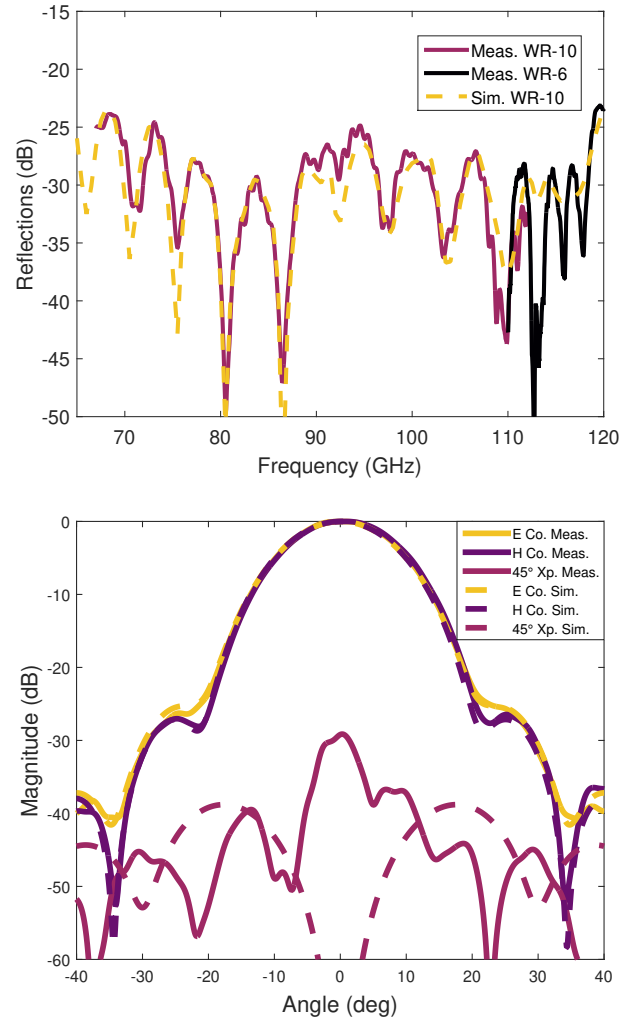 -15
-20
-25
-30
-35
-40
-45
-50
Reflections (dB)
Meas. WR-10
Meas. WR-6
Sim. WR-10
70 80 90 100 110 120
Frequency (GHz)
0
-10
-20
-30
-40
-50
-60
Magnitude (dB)
E Co. Meas.
H Co. Meas.
45° Xp. Meas.
E Co. Sim.
H Co. Sim.
45° Xp. Sim.
-40 -30 -20 -10 0 10 20 30 40
Angle (deg)